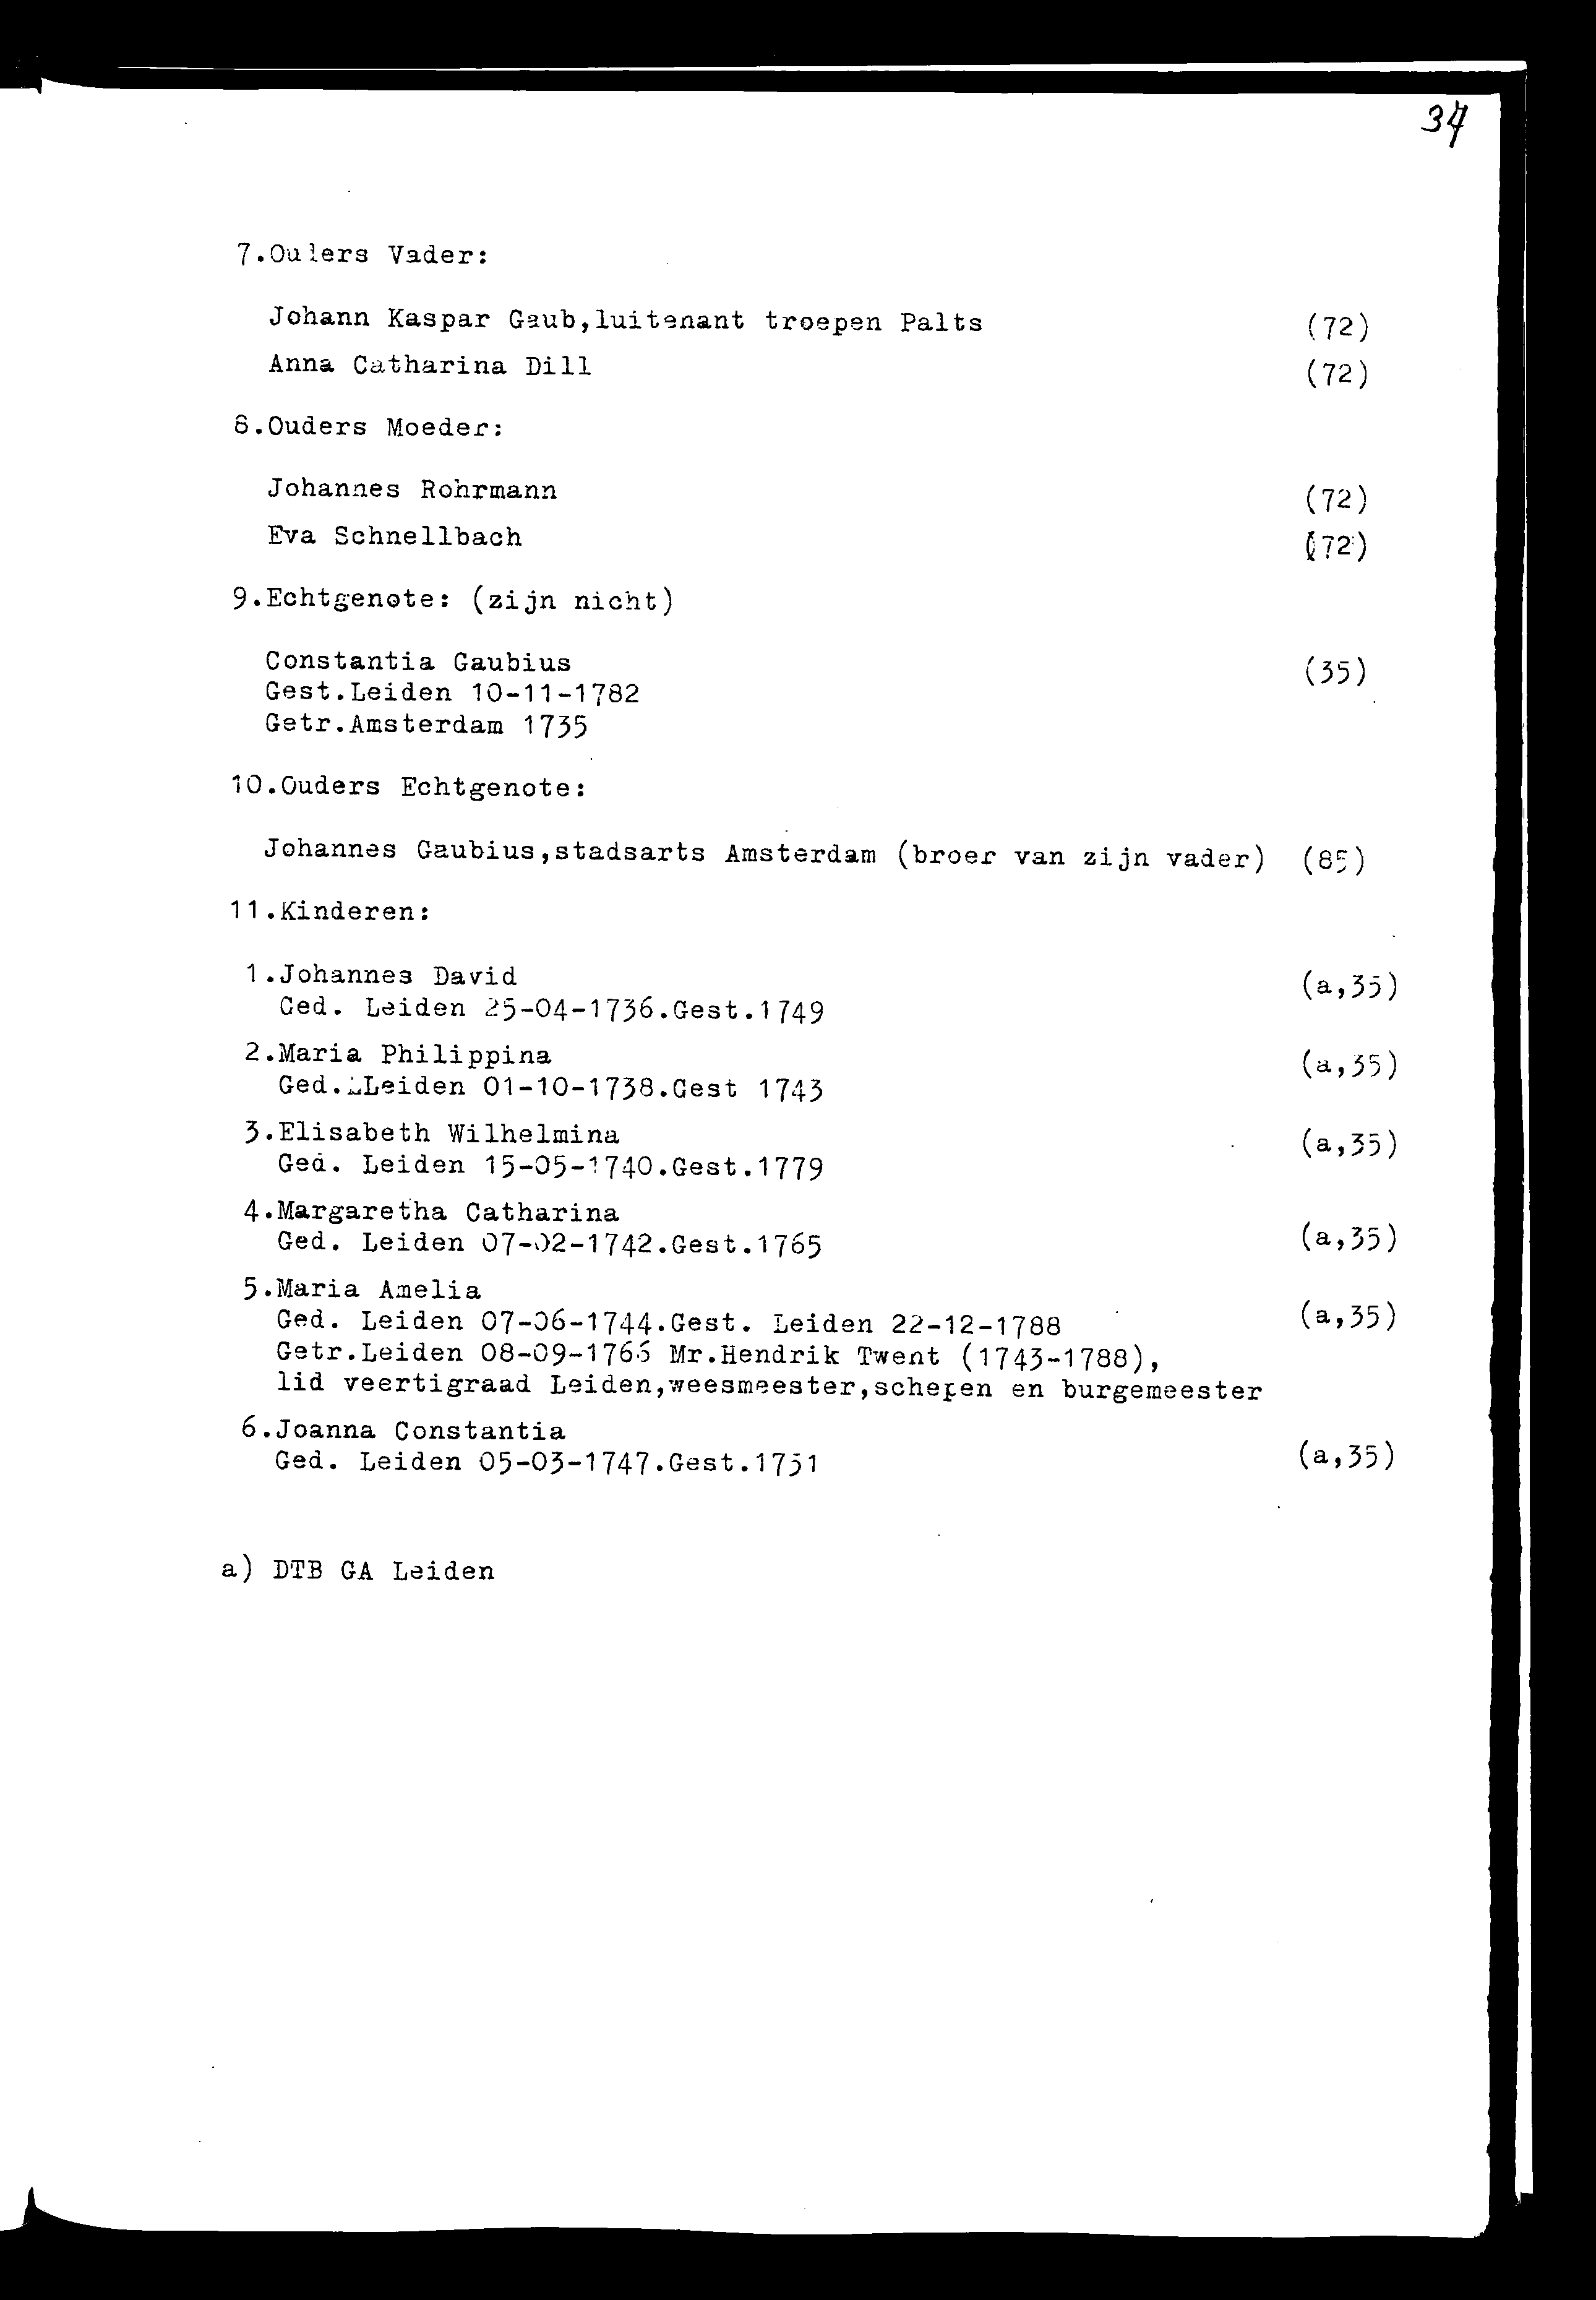 34
7.Ouders Vader:
Johann Kaspar Gaub,luitenant troepen Palts (72)
Anna Catharina Dill (72)
8.Ouders Moeder:
Johannes Rohrmann (72)
Eva Schnellbach (72)
9.Echtgenote: (zijn nicht)
Constantia Gaubius (35)
Gest.Leiden 10-11-1782
Getr.Amsterdam 1735
10.Ouders Echtgenote:
Johannes Gaubius,stadsarts Amsterdam (broer van zijn vader) (85)
11.Kinderen:
1.Johannes David (a,35)
Ged. Leiden 25-04-1736.Gest.1749
2.Maria Philippina (a,35)
Ged. Leiden 01-10-1738.Gest 1743
3.Elisabeth Wilhelmina (a,35)
Ged. Leiden 15-05-1740.Gest.1779
4.Margaretha Catharina
Ged. Leiden 07-02-1742.Gest.1765 (a,35)
5.Maria Amelia
Ged. Leiden 07-06-1744.Gest. Leiden 22-12-1788 (a,35)
Getr.Leiden 08-09-1766 Mr.Hendrik Twent (1743-1788),
lid veertigraad Leiden,weesmeester,schepen en burgemeester
6.Joanna Constantia
Ged. Leiden 05-03-1747.Gest.1751 (a,35)
a) DTB GA Leiden